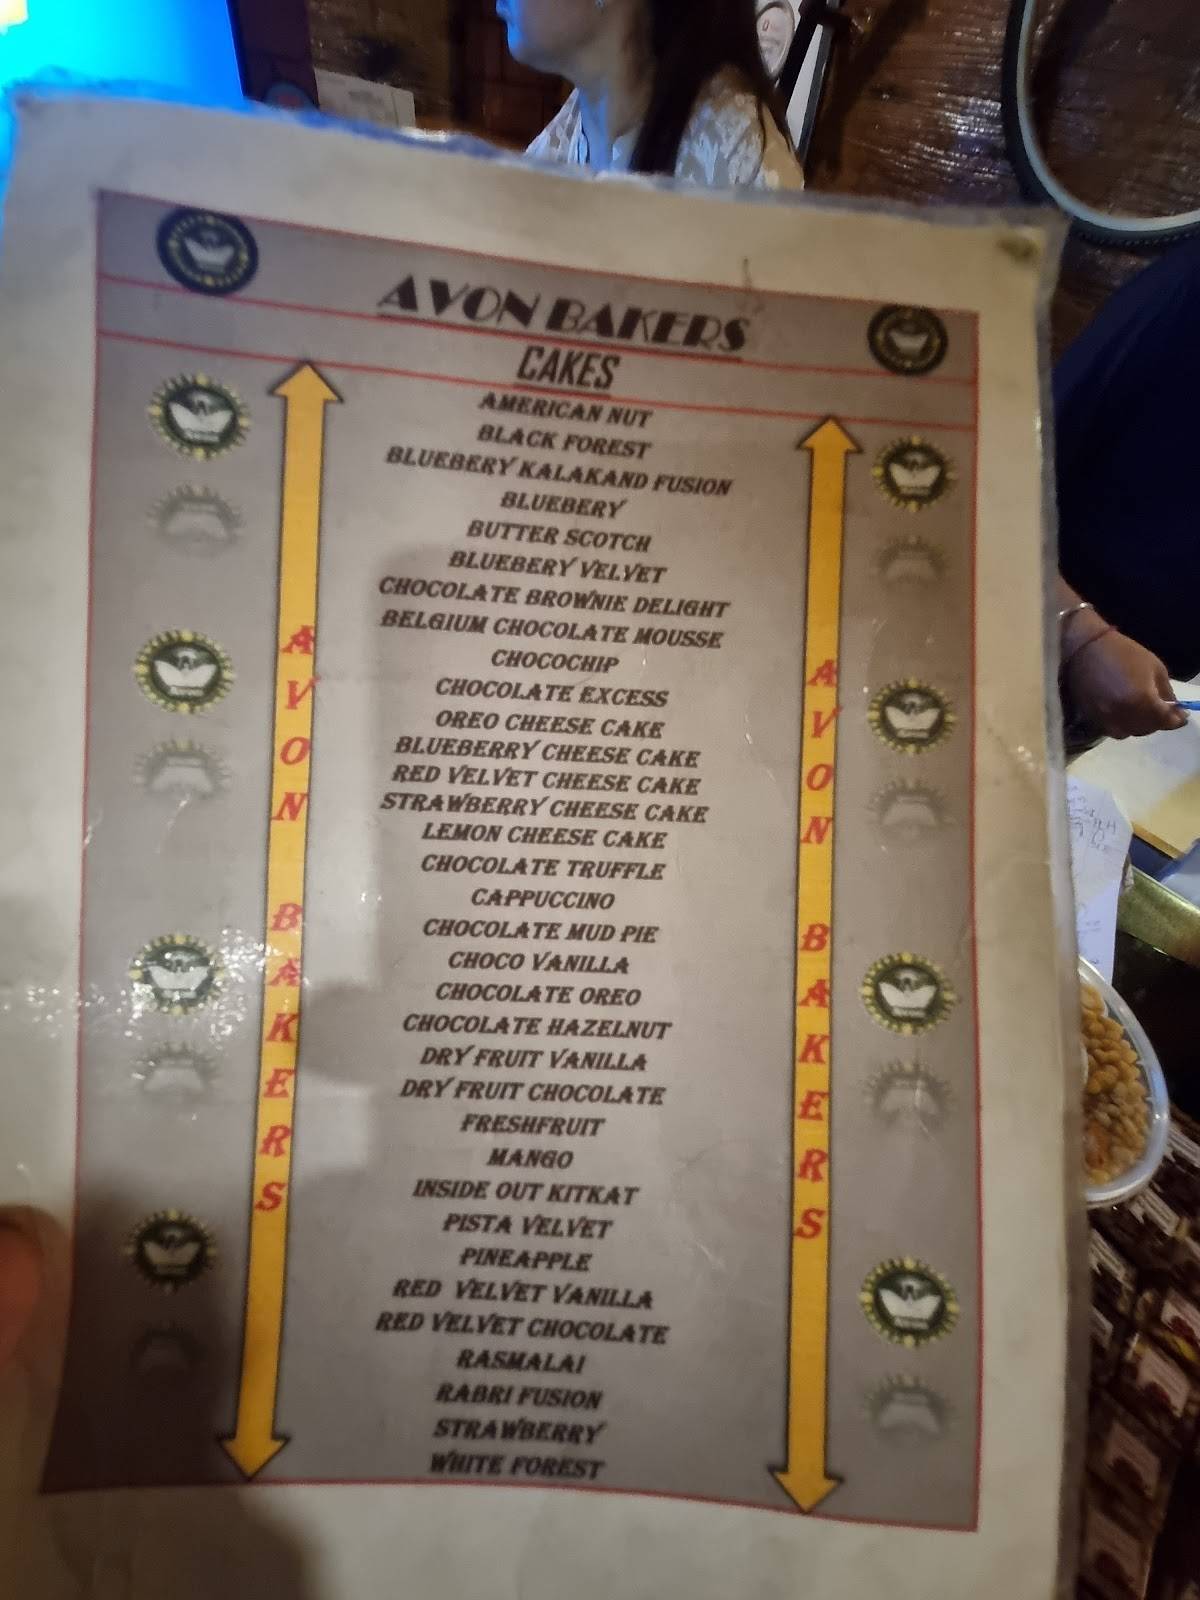 AVON BAKERS
CAKES
AMERICAN NUT
BLACK FOREST
BLUEBERY KALAKAND FUSION
BLUEBERY
BUTTER SCOTCH
BLUEBERY VELVET
CHOCOLATE BROWNIE DELIGHT
BELGIUM CHOCOLATE MOUSSE
CHOCOCHIP
CHOCOLATE EXCESS
OREO CHEESE CAKE
BLUEBERRY CHEESE CAKE
RED VELVET CHEESE CAKE
STRAWBERRY CHEESE CAKE
LEMON CHEESE CAKE
CHOCOLATE TRUFFLE
CAPPUCCINO
CHOCOLATE MUD PIE
CHOCO VANILLA
CHOCOLATE OREO
CHOCOLATE HAZELNUT
DRY FRUIT VANILLA
DRY FRUIT CHOCOLATE
FRESHFRUIT
MANGO
INSIDE OUT KITKAT
PISTA VELVET
PINEAPPLE
RED VELVET VANILLA
RED VELVET CHOCOLATE
RASMALAI
RABRI FUSION
STRAWBERRY
WHITE FOREST
AVON BAKERS
AVON BAKERS